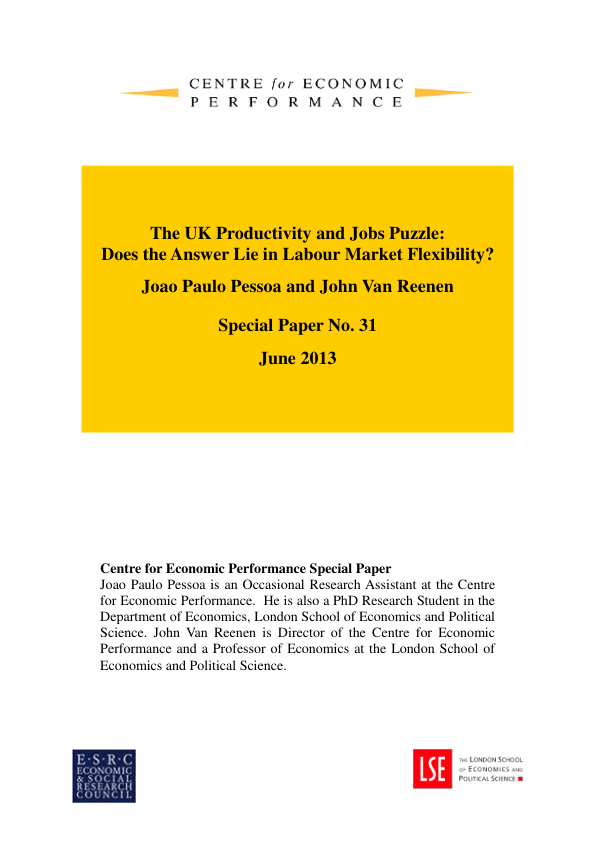 CENTRE for ECONOMIC
PERFORMANCE
The UK Productivity and Jobs Puzzle:
Does the Answer Lie in Labour Market Flexibility?
Joao Paulo Pessoa and John Van Reenen
Special Paper No. 31
June 2013
Centre for Economic Performance Special Paper
Joao Paulo Pessoa is an Occasional Research Assistant at the Centre
for Economic Performance.  He is also a PhD Research Student in the
Department of Economics, London School of Economics and Political
Science. John Van Reenen is Director of the Centre for Economic
Performance and a Professor of Economics at the London School of
Economics and Political Science.
E·S·R·C
ECONOMIC
& SOCIAL
RESEARCH
COUNCIL
LSE
THE LONDON SCHOOL
OF ECONOMICS AND
POLITICAL SCIENCE